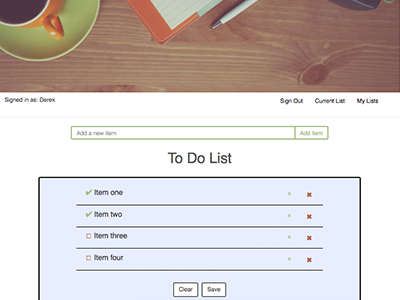 Signed in as: Derek
Sign Out Current List My Lists
Add a new item Add Item
To Do List
✔ Item one
✔ Item two
Item three
Item four
Clear Save